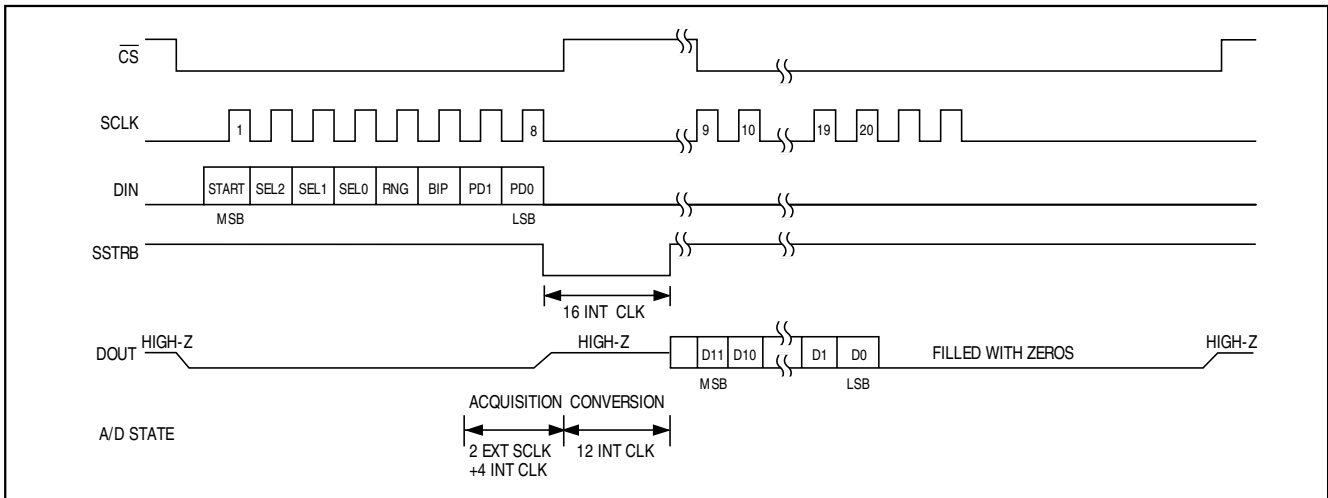 CS
SCLK
1
8
9
10
19
20
DIN
START SEL2 SEL1 SEL0 RNG BIP PD1 PD0
MSB
LSB
SSTRB
16 INT CLK
DOUT
HIGH-Z
HIGH-Z
D11 D10 D1 D0
FILLED WITH ZEROS
HIGH-Z
MSB
LSB
ACQUISITION CONVERSION
A/D STATE
2 EXT SCLK
+4 INT CLK
12 INT CLK